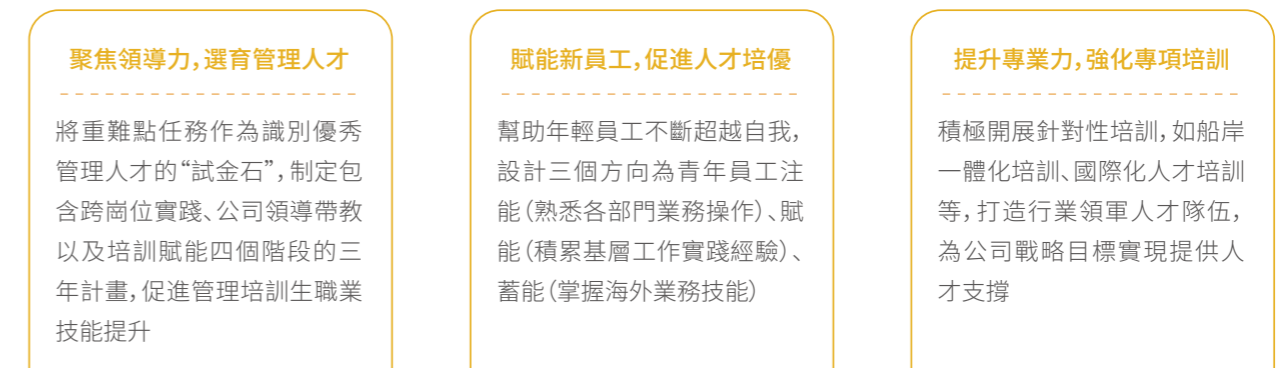 聚焦領導力，選育管理人才
將重難點任務作為識別優秀
管理人才的“試金石”，制定包
含跨崗位實踐、公司領導帶教
以及培訓賦能四個階段的三
年計畫，促進管理培訓生職業
技能提升
賦能新員工，促進人才培優
幫助年輕員工不斷超越自我，
設計三個方向為青年員工注
能（熟悉各部門業務操作）、賦
能（積累基層工作實踐經驗）、
蓄能（掌握海外業務技能）
提升專業力，強化專項培訓
積極開展針對性培訓，如船岸
一體化培訓、國際化人才培訓
等，打造行業領軍人才隊伍，
為公司戰略目標實現提供人
才支撐